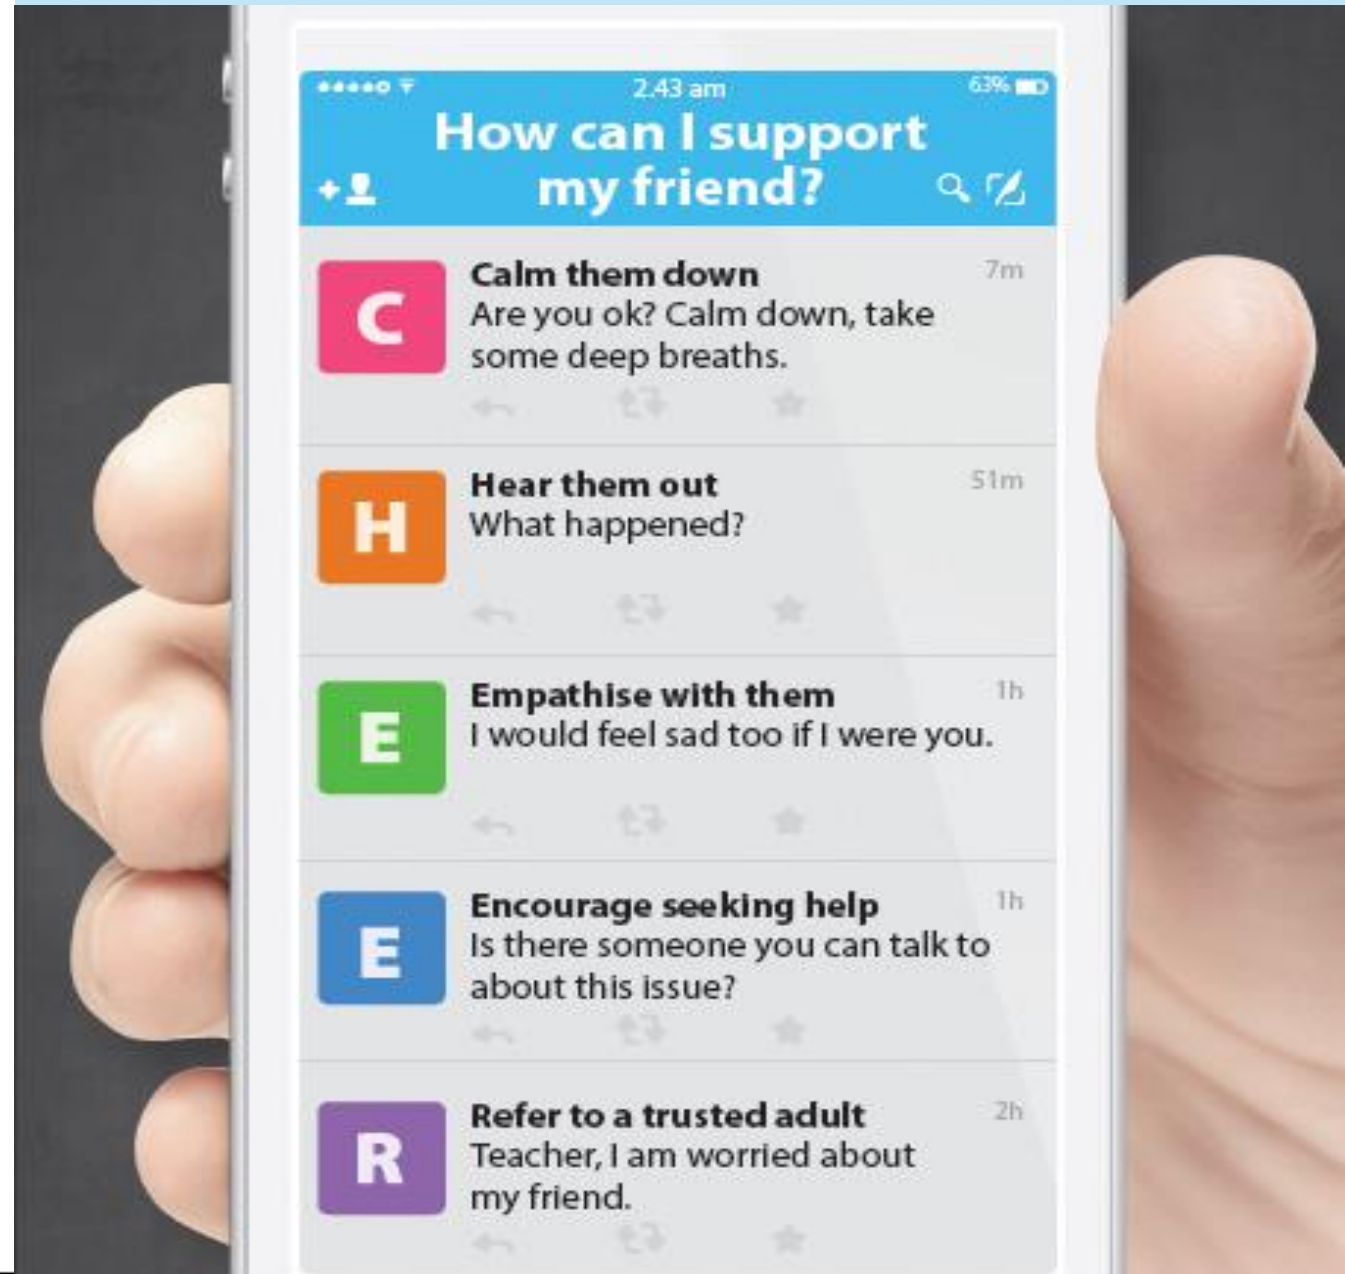 2.43 am
63%
How can I support
my friend?
C
Calm them down
7m
Are you ok? Calm down, take
some deep breaths.
H
Hear them out
51m
What happened?
E
Empathise with them
1h
I would feel sad too if I were you.
E
Encourage seeking help
1h
Is there someone you can talk to
about this issue?
R
Refer to a trusted adult
2h
Teacher, I am worried about
my friend.